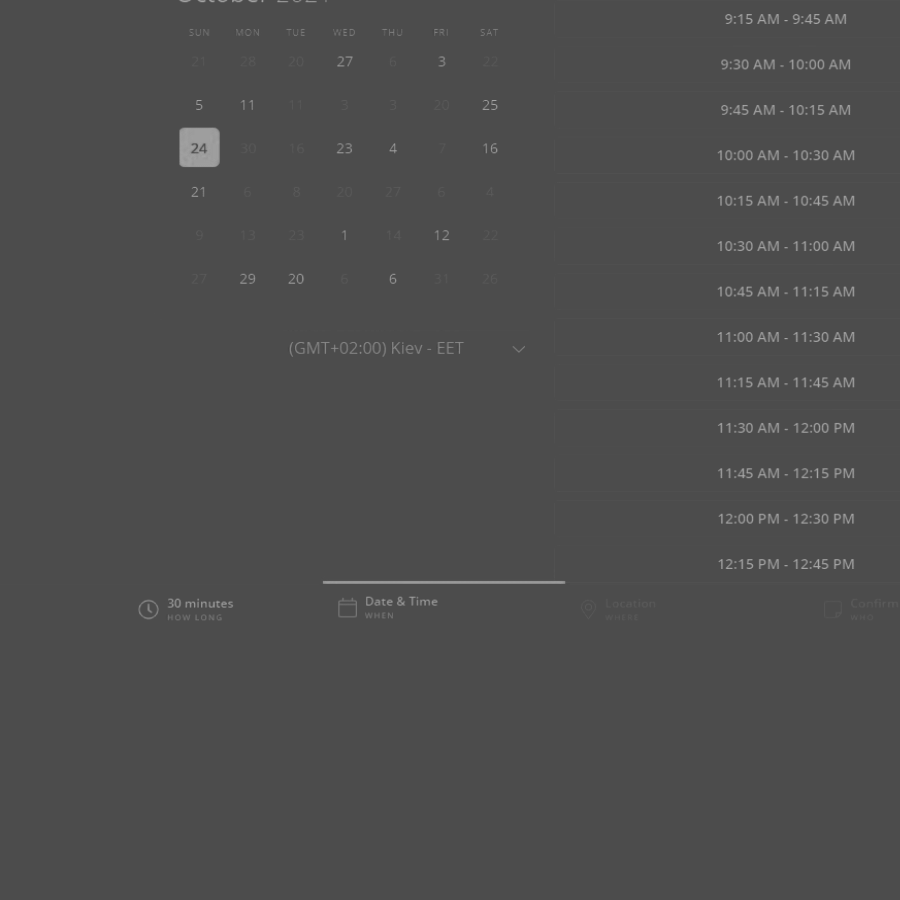 October 2021
SUN MON TUE WED THU FRI SAT
21 28 20 27 6 3 22
5 11 11 3 3 20 25
24 30 16 23 4 7 16
21 6 8 20 27 6 4
9 13 23 1 14 12 22
27 29 20 6 6 31 26
(GMT+02:00) Kiev - EET
9:15 AM - 9:45 AM
9:30 AM - 10:00 AM
9:45 AM - 10:15 AM
10:00 AM - 10:30 AM
10:15 AM - 10:45 AM
10:30 AM - 11:00 AM
10:45 AM - 11:15 AM
11:00 AM - 11:30 AM
11:15 AM - 11:45 AM
11:30 AM - 12:00 PM
11:45 AM - 12:15 PM
12:00 PM - 12:30 PM
12:15 PM - 12:45 PM
30 minutes
HOW LONG
Date & Time
WHEN
Location
WHERE
Confirm
WHO